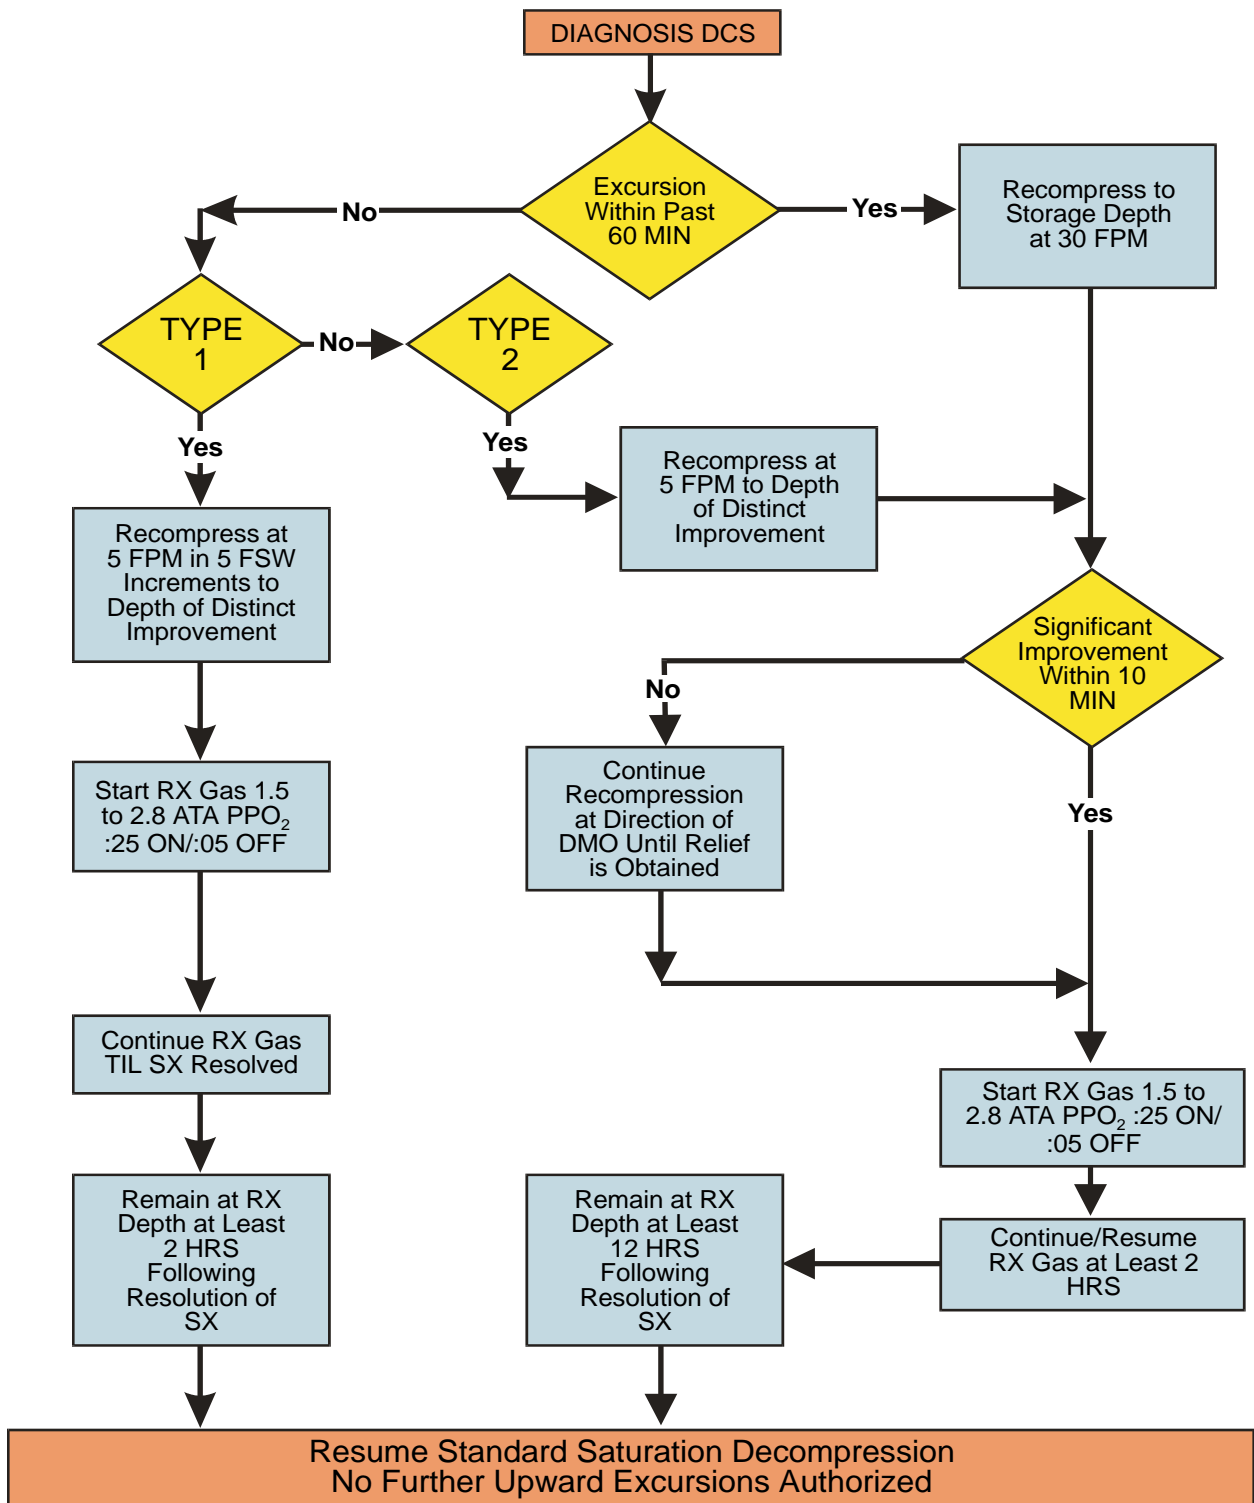 DIAGNOSIS DCS
Excursion
Within Past
60 MIN
No
Yes
Recompress to
Storage Depth
at 30 FPM
TYPE
1
No
TYPE
2
Yes
Yes
Recompress at
5 FPM to Depth
of Distinct
Improvement
Recompress at
5 FPM in 5 FSW
Increments to
Depth of Distinct
Improvement
Significant
Improvement
Within 10
MIN
No
Yes
Start RX Gas 1.5
to 2.8 ATA PPO₂
:25 ON/:05 OFF
Continue
Recompression
at Direction of
DMO Until Relief
is Obtained
Continue RX Gas
TIL SX Resolved
Start RX Gas 1.5 to
2.8 ATA PPO₂ :25 ON/
:05 OFF
Remain at RX
Depth at Least
2 HRS
Following
Resolution of
SX
Remain at RX
Depth at Least
12 HRS
Following
Resolution of
SX
Continue/Resume
RX Gas at Least 2
HRS
Resume Standard Saturation Decompression
No Further Upward Excursions Authorized